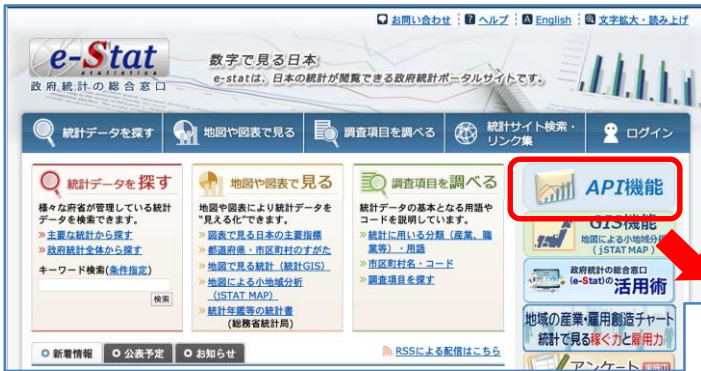 お問い合わせ ? ヘルプ A English 文字拡大・読み上げ
e-Stat
statistics
政府統計の総合窓口
数字で見る日本
e-statは、日本の統計が閲覧できる政府統計ポータルサイトです。
統計データを探す
地図や図表で見る
調査項目を調べる
統計サイト検索・
リンク集
ログイン
統計データを探す
様々な府省が管理している統計
データを検索できます。
»主要な統計から探す
»政府統計全体から探す
キーワード検索(条件指定)
検索
地図や図表で見る
地図や図表により統計データを
"見える化"できます。
»図表で見る日本の主要指標
»都道府県・市区町村のすがた
»地図で見る統計（統計GIS）
»地図による小地域分析
（jSTAT MAP）
»統計年鑑等の統計書
(総務省統計局)
調査項目を調べる
統計データの基本となる用語や
コードを説明しています。
»統計に用いる分類（産業、職
業等）・用語
»市区町村名・コード
»調査項目を探す
API機能
GIS機能
地図による小地域分析
( jSTAT MAP )
政府統計の総合窓口
(e-Stat)の活用術
地域の産業・雇用創造チャート
統計で見る稼ぐ力と雇用力
アンケート
新着情報
公表予定
お知らせ
RSSによる配信はこちら